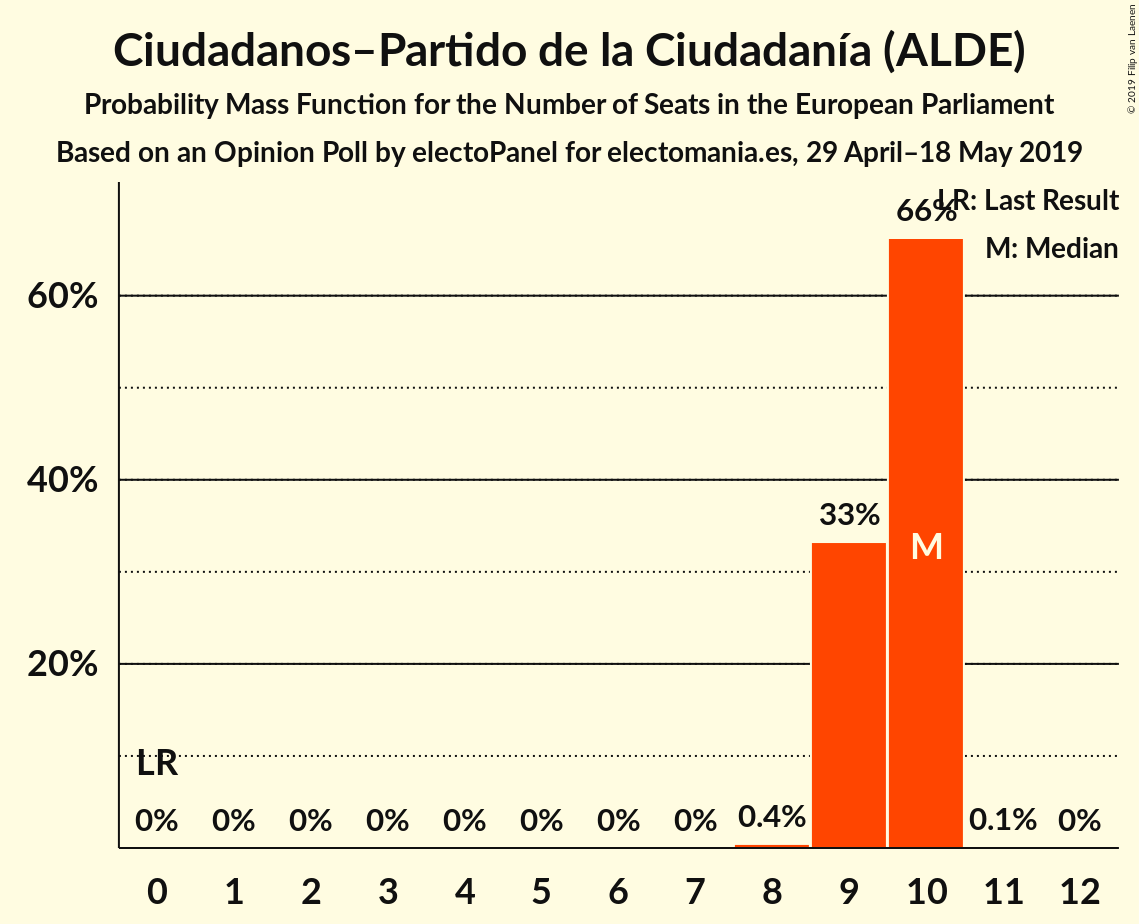 Ciudadanos–Partido de la Ciudadanía (ALDE)
Probability Mass Function for the Number of Seats in the European Parliament
Based on an Opinion Poll by electoPanel for electomania.es, 29 April–18 May 2019
© 2019 Filip van Laenen
LR: Last Result
M: Median
66%
60%
40%
33%
M
20%
LR
0% 0% 0% 0% 0% 0% 0% 0% 0.4% 0.1% 0%
0 1 2 3 4 5 6 7 8 9 10 11 12